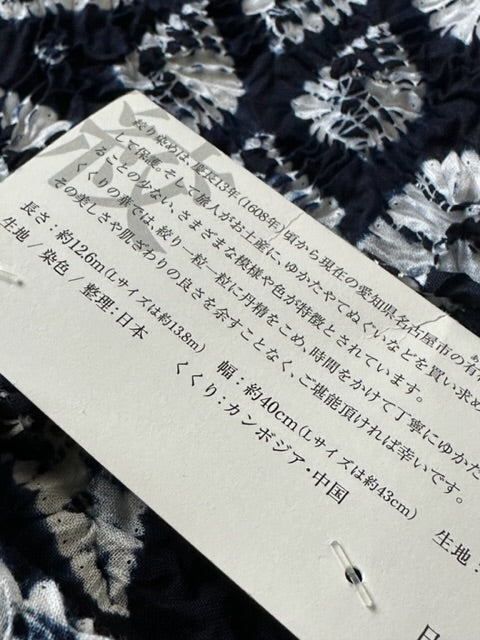 絞り
絞り染めは、慶長13年(1608年)頃から現在の愛知県名古屋市の有松
して保護。そして旅人がお土産に、ゆかたやてぬぐいなどを買い求め
ることの少ない、さまざまな模様や色が特徴とされています。
くくりの華では、絞り一粒一粒に丹精をこめ、時間をかけて丁寧にゆかた
その美しさや肌ざわりの良さを余すことなく、ご堪能頂ければ幸いです。
長さ:約12.6m(Lサイズは約13.8m) 幅:約40cm(Lサイズは約43cm) 生地:
生地/染色/整理:日本 くくり:カンボジア・中国